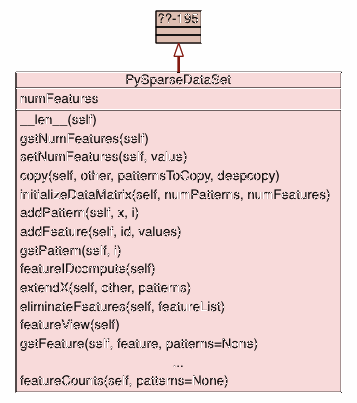 ??-195
PySparseDataSet
numFeatures
__len__(self)
getNumFeatures(self)
setNumFeatures(self, value)
copy(self, other, patternsToCopy, deepcopy)
initializeDataMatrix(self, numPatterns, numFeatures)
addPattern(self, x, i)
addFeature(self, id, values)
getPattern(self, i)
featureIDcompute(self)
extendX(self, other, patterns)
eliminateFeatures(self, featureList)
featureView(self)
getFeature(self, feature, patterns=None)
...
featureCounts(self, patterns=None)